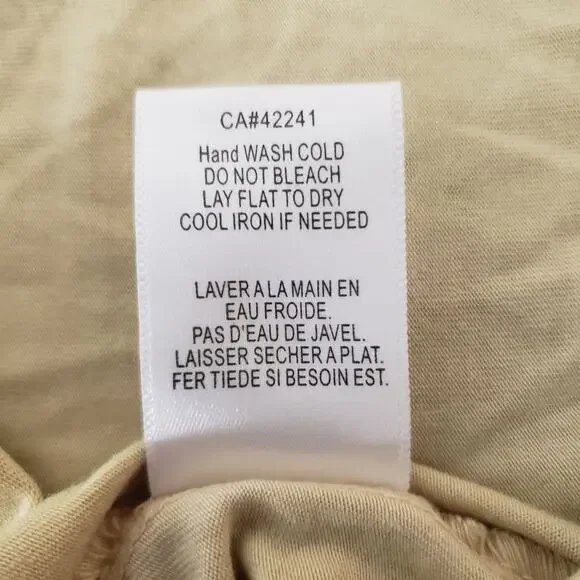 CA#42241
Hand WASH COLD
DO NOT BLEACH
LAY FLAT TO DRY
COOL IRON IF NEEDED
LAVER A LA MAIN EN
EAU FROIDE.
PAS D'EAU DE JAVEL.
LAISSER SECHER A PLAT.
FER TIEDE SI BESOIN EST.